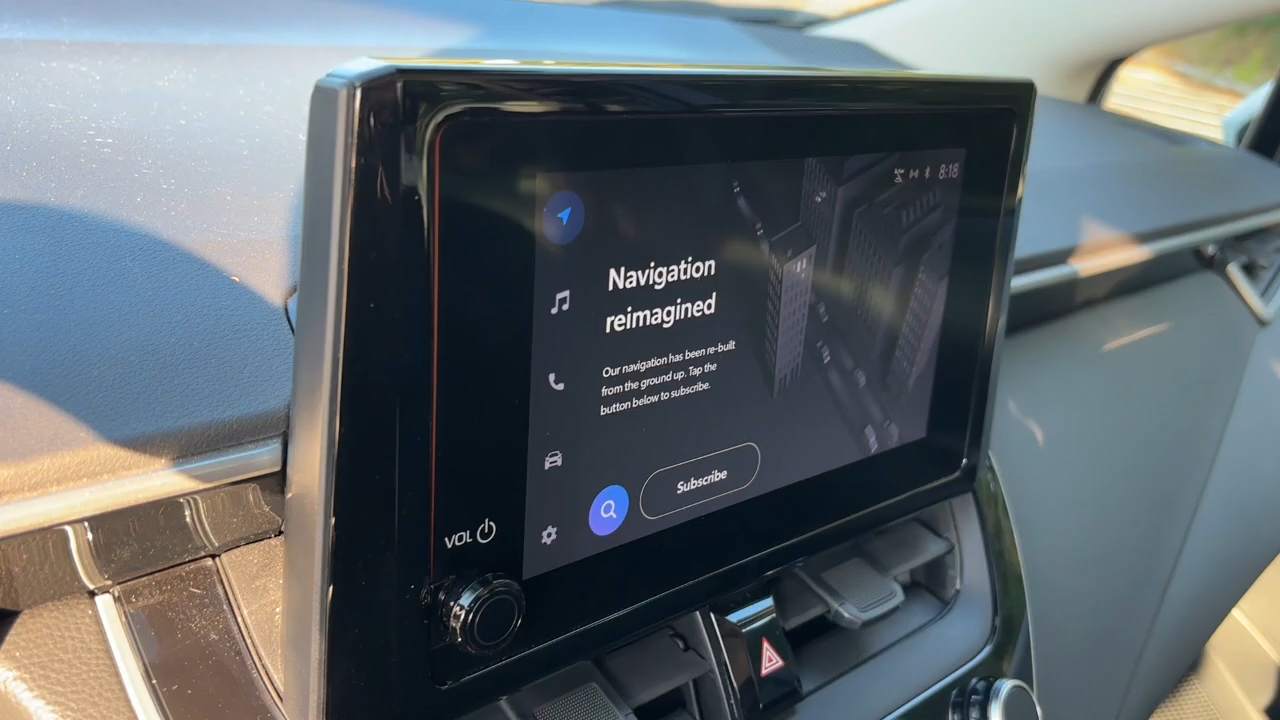 8:18
Navigation
reimagined
Our navigation has been re-built
from the ground up. Tap the
button below to subscribe.
Subscribe
VOL